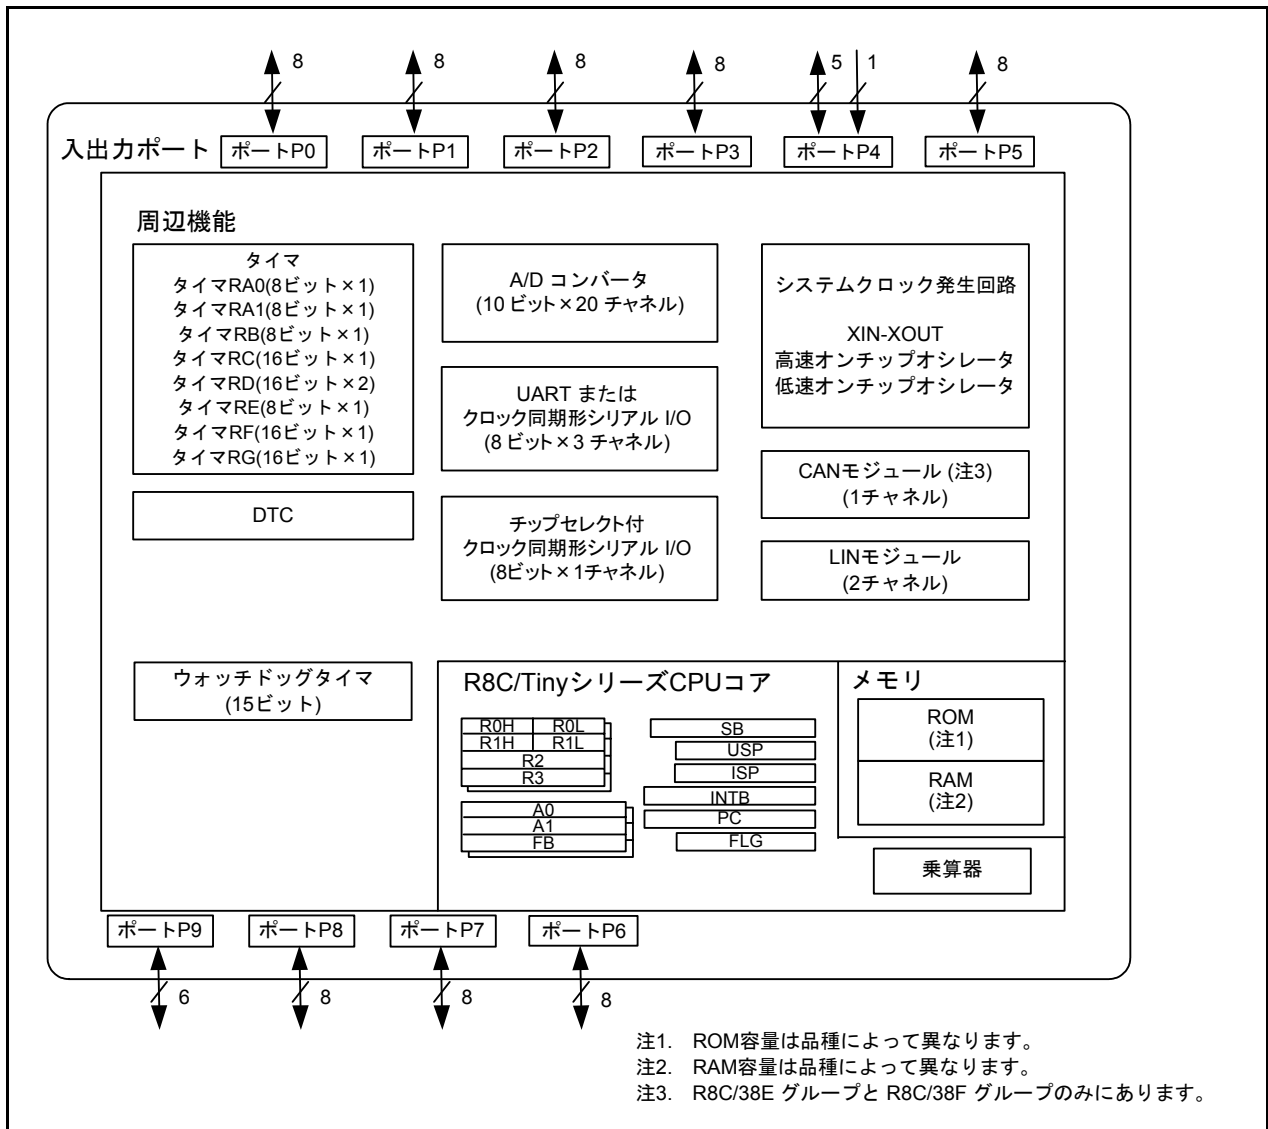 8 8 8 8 5 1 8
入出力ポート ポートP0 ポートP1 ポートP2 ポートP3 ポートP4 ポートP5
周辺機能
タイマ
タイマRA0(8ビット×1)
タイマRA1(8ビット×1)
タイマRB(8ビット×1)
タイマRC(16ビット×1)
タイマRD(16ビット×2)
タイマRE(8ビット×1)
タイマRF(16ビット×1)
タイマRG(16ビット×1)
DTC
ウォッチドッグタイマ
(15ビット)
A/D コンバータ
(10 ビット×20 チャネル)
UART または
クロック同期形シリアル I/O
(8 ビット×3 チャネル)
チップセレクト付
クロック同期形シリアル I/O
(8ビット×1チャネル)
システムクロック発生回路
XIN-XOUT
高速オンチップオシレータ
低速オンチップオシレータ
CANモジュール (注3)
(1チャネル)
LINモジュール
(2チャネル)
R8C/TinyシリーズCPUコア
R0H R0L
R1H R1L
R2
R3
A0
A1
FB
SB
USP
ISP
INTB
PC
FLG
メモリ
ROM
(注1)
RAM
(注2)
乗算器
ポートP9 ポートP8 ポートP7 ポートP6
6 8 8 8
注1. ROM容量は品種によって異なります。
注2. RAM容量は品種によって異なります。
注3. R8C/38E グループと R8C/38F グループのみにあります。